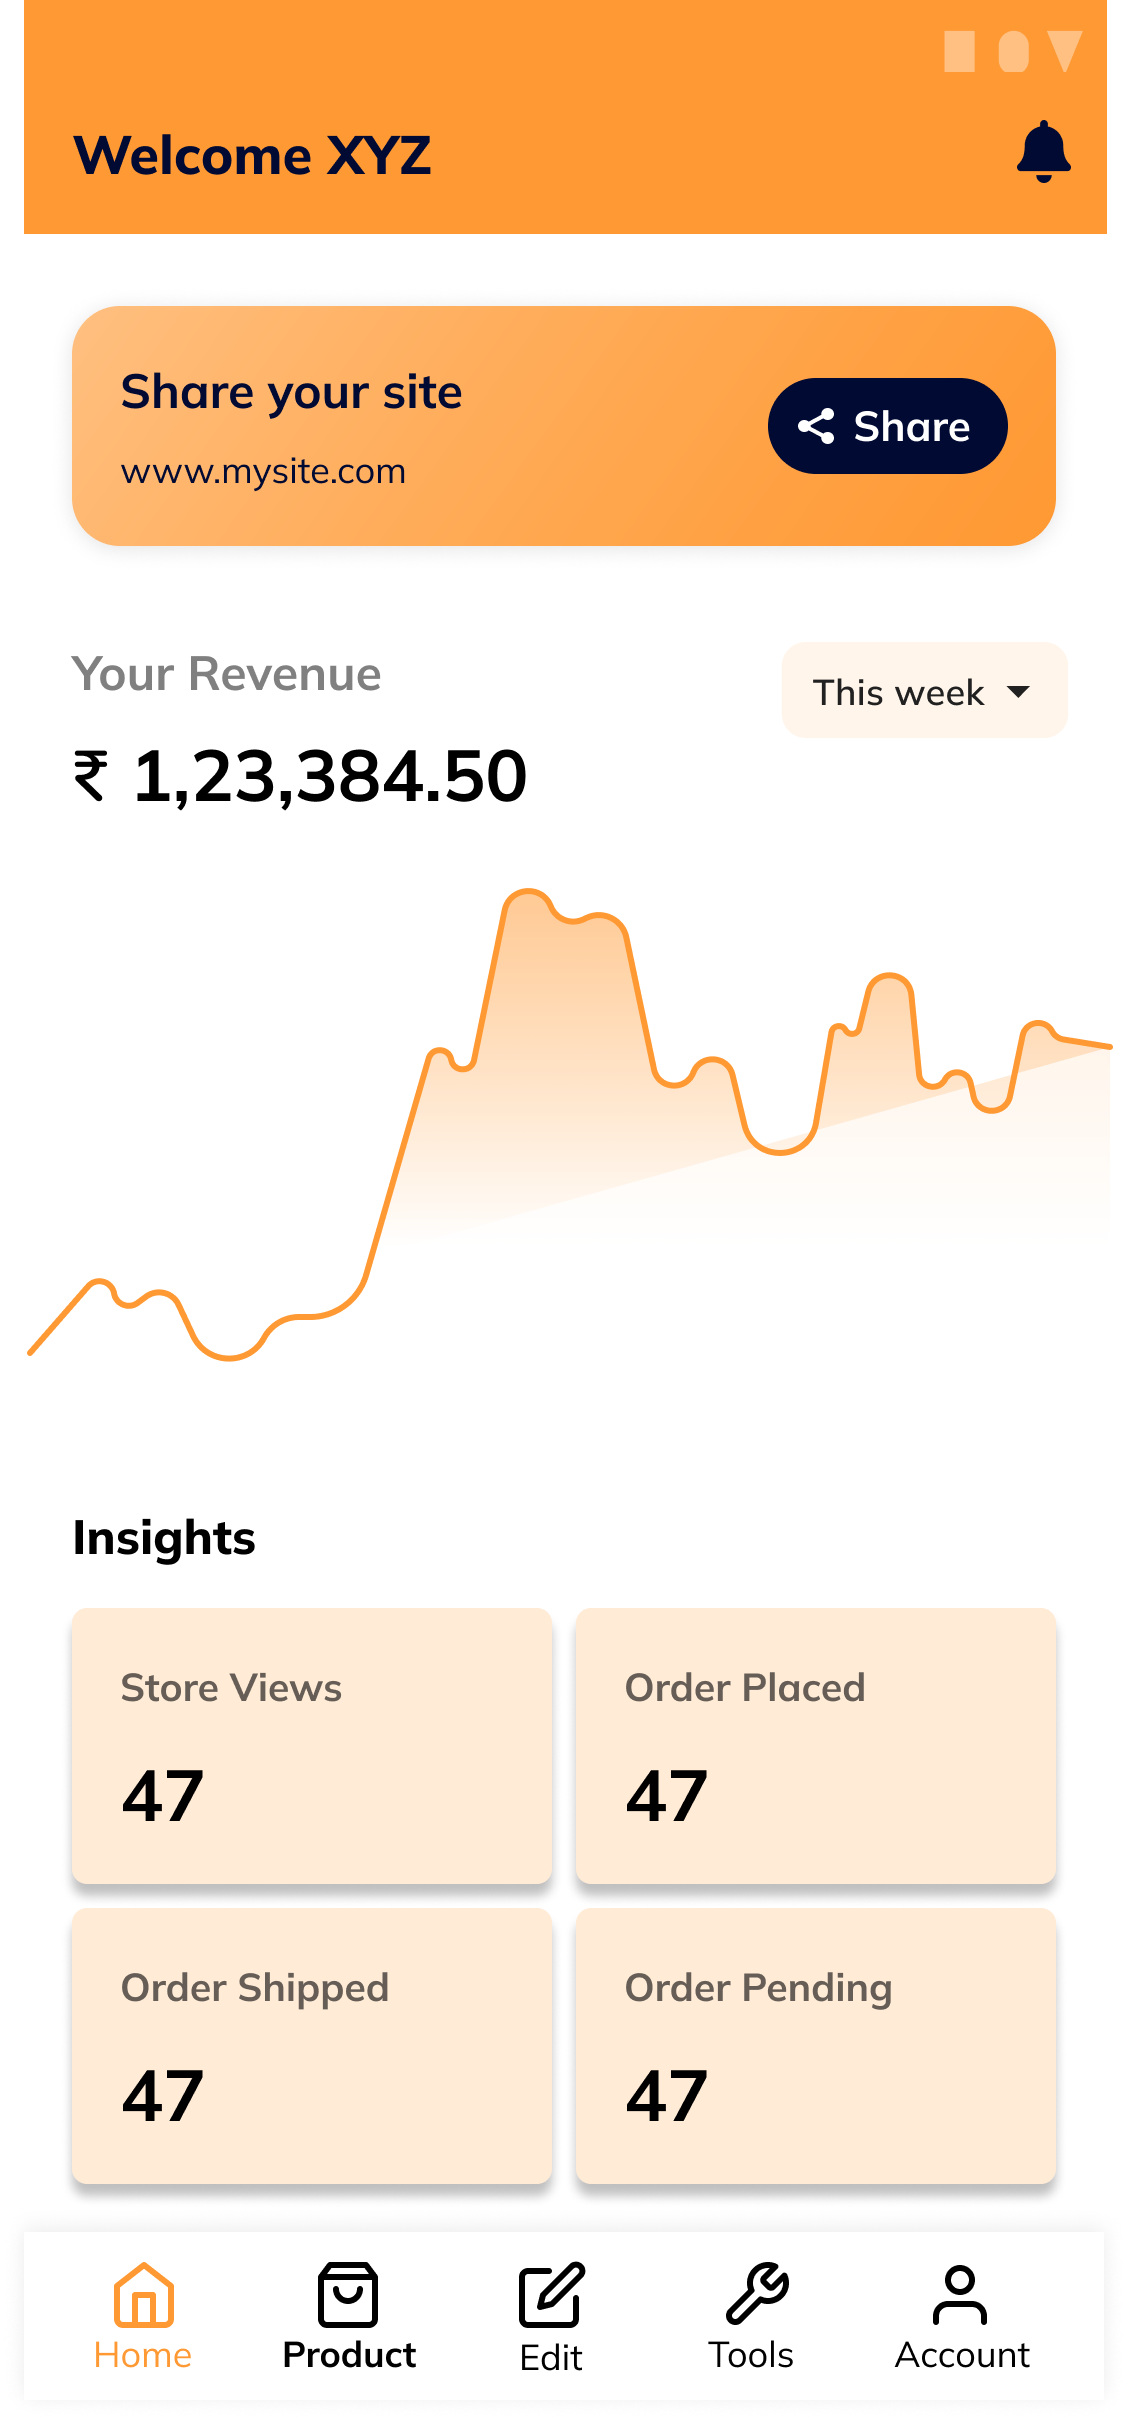 Welcome XYZ
Share your site
www.mysite.com
Share
Your Revenue
This week
₹ 1,23,384.50
Insights
Store Views
47
Order Placed
47
Order Shipped
47
Order Pending
47
Home
Product
Edit
Tools
Account